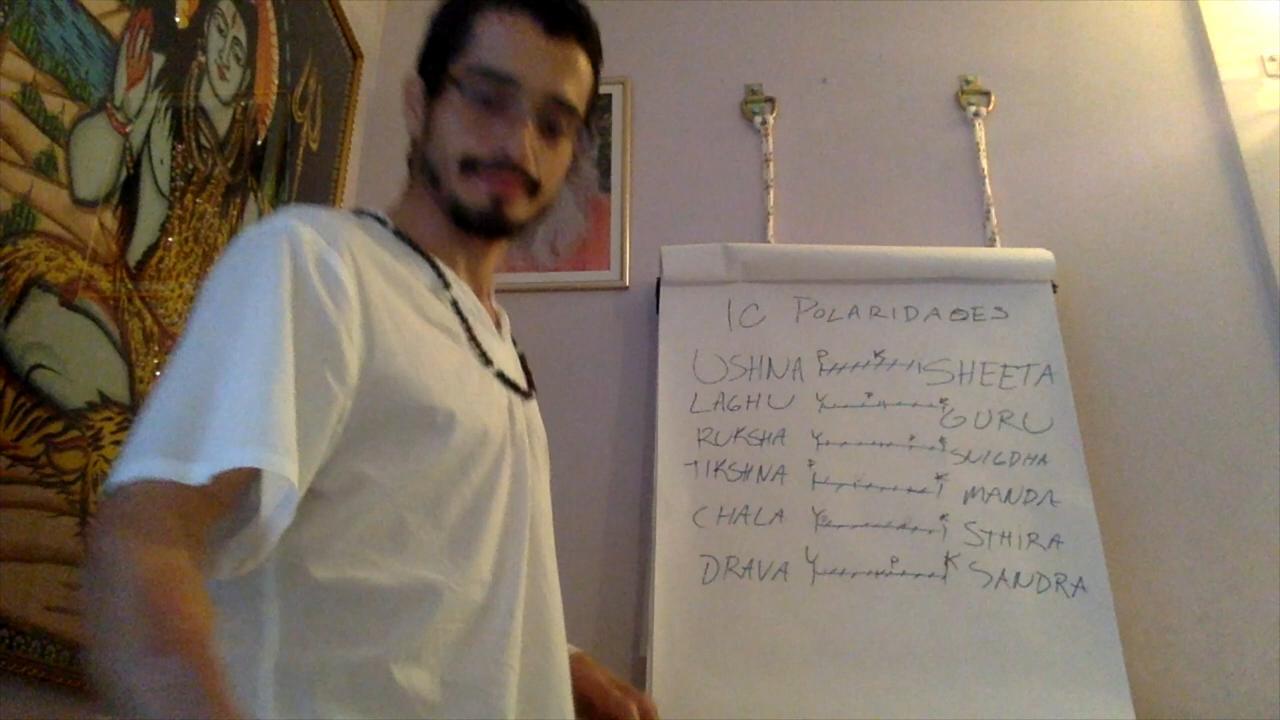 10 POLARIDADES
USHNA P K SHEETA
LAGHU V P K GURU
RUKSHA V P K SNIGDHA
TIKSHNA P K MANDA
CHALA V K STHIRA
DRAVA V P K SANDRA